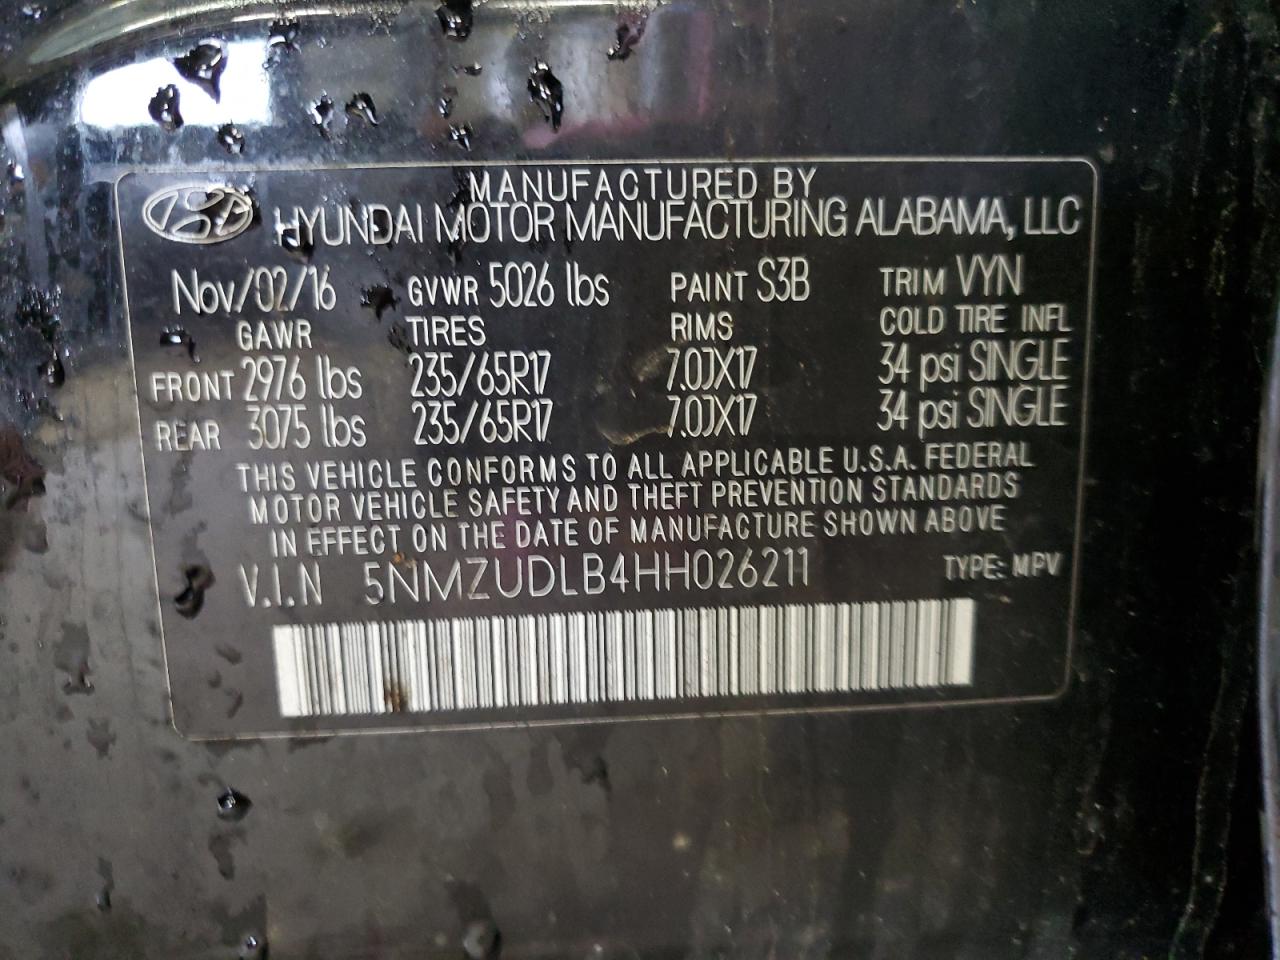 MANUFACTURED BY
HYUNDAI MOTOR MANUFACTURING ALABAMA, LLC
Nov/02/16 GVWR 5026 lbs PAINT S3B TRIM VYN
GAWR TIRES RIMS COLD TIRE INFL
FRONT 2976 lbs 235/65R17 7.0JX17 34 psi SINGLE
REAR 3075 lbs 235/65R17 7.0JX17 34 psi SINGLE
THIS VEHICLE CONFORMS TO ALL APPLICABLE U.S.A. FEDERAL
MOTOR VEHICLE SAFETY AND THEFT PREVENTION STANDARDS
IN EFFECT ON THE DATE OF MANUFACTURE SHOWN ABOVE
V.I.N 5NMZUDLB4HH026211 TYPE: MPV